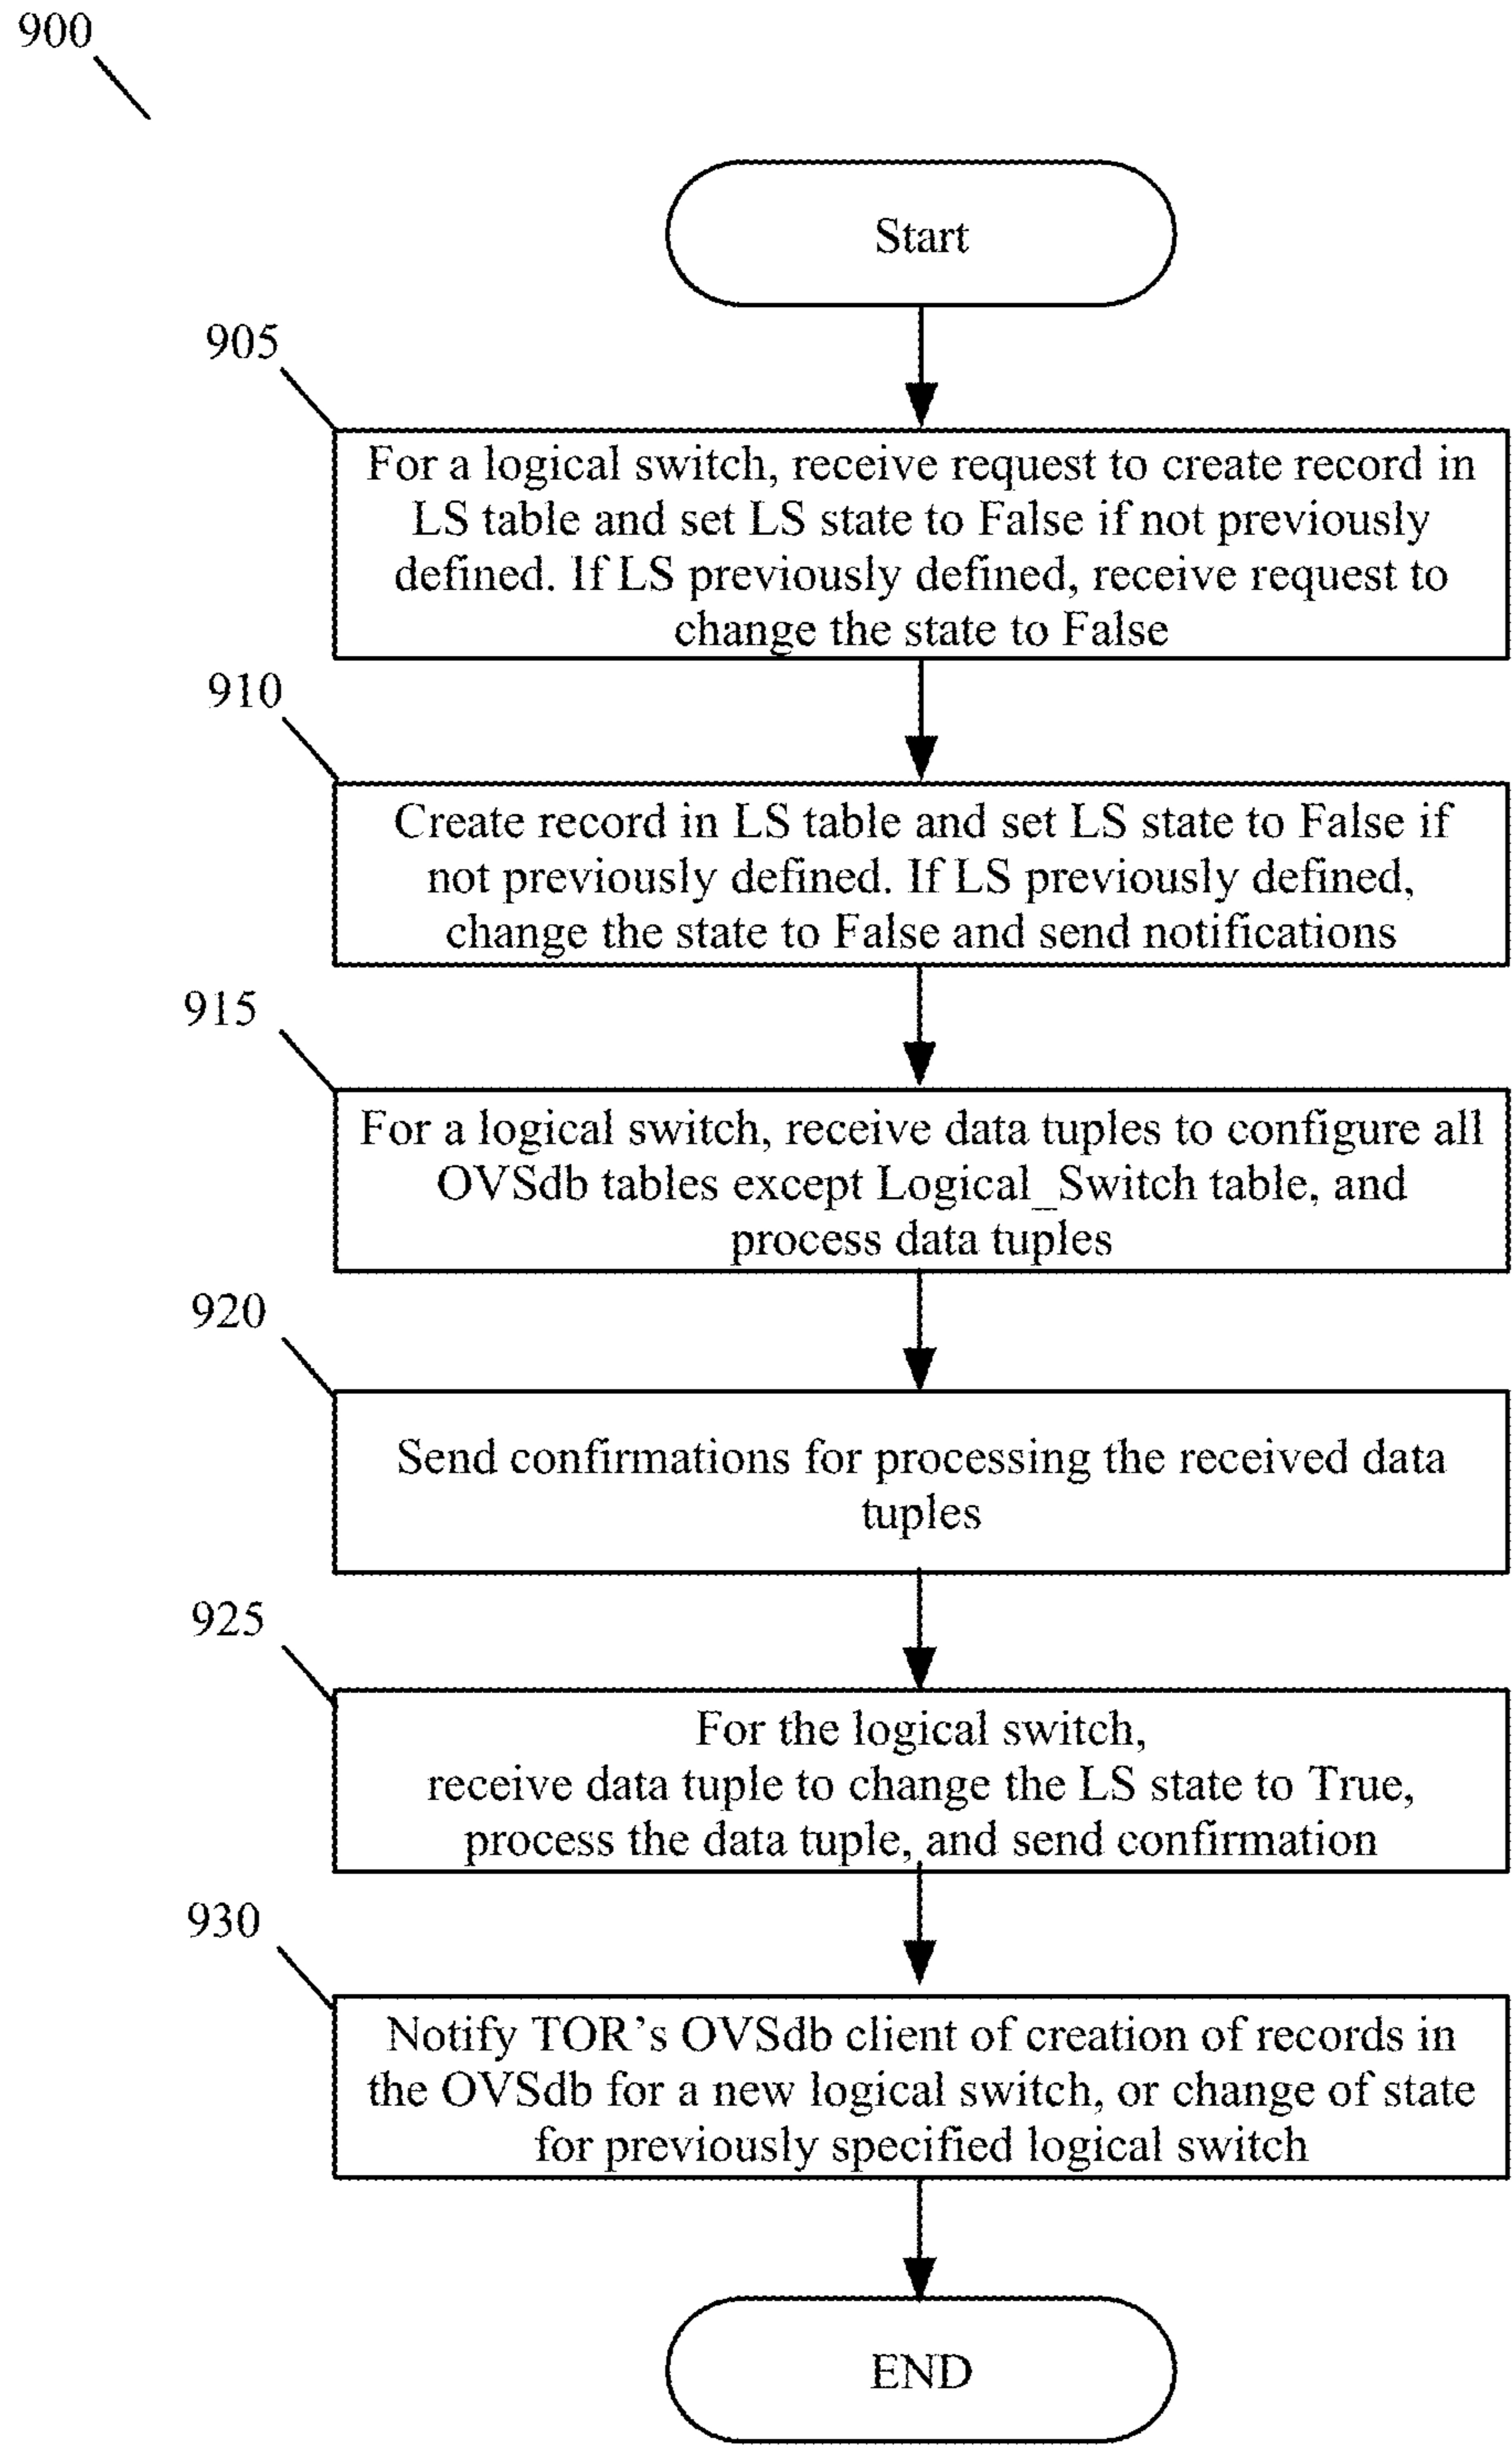 900
Start
905
For a logical switch, receive request to create record in
LS table and set LS state to False if not previously
defined. If LS previously defined, receive request to
change the state to False
910
Create record in LS table and set LS state to False if
not previously defined. If LS previously defined,
change the state to False and send notifications
915
For a logical switch, receive data tuples to configure all
OVSdb tables except Logical_Switch table, and
process data tuples
920
Send confirmations for processing the received data
tuples
925
For the logical switch,
receive data tuple to change the LS state to True,
process the data tuple, and send confirmation
930
Notify TOR’s OVSdb client of creation of records in
the OVSdb for a new logical switch, or change of state
for previously specified logical switch
END